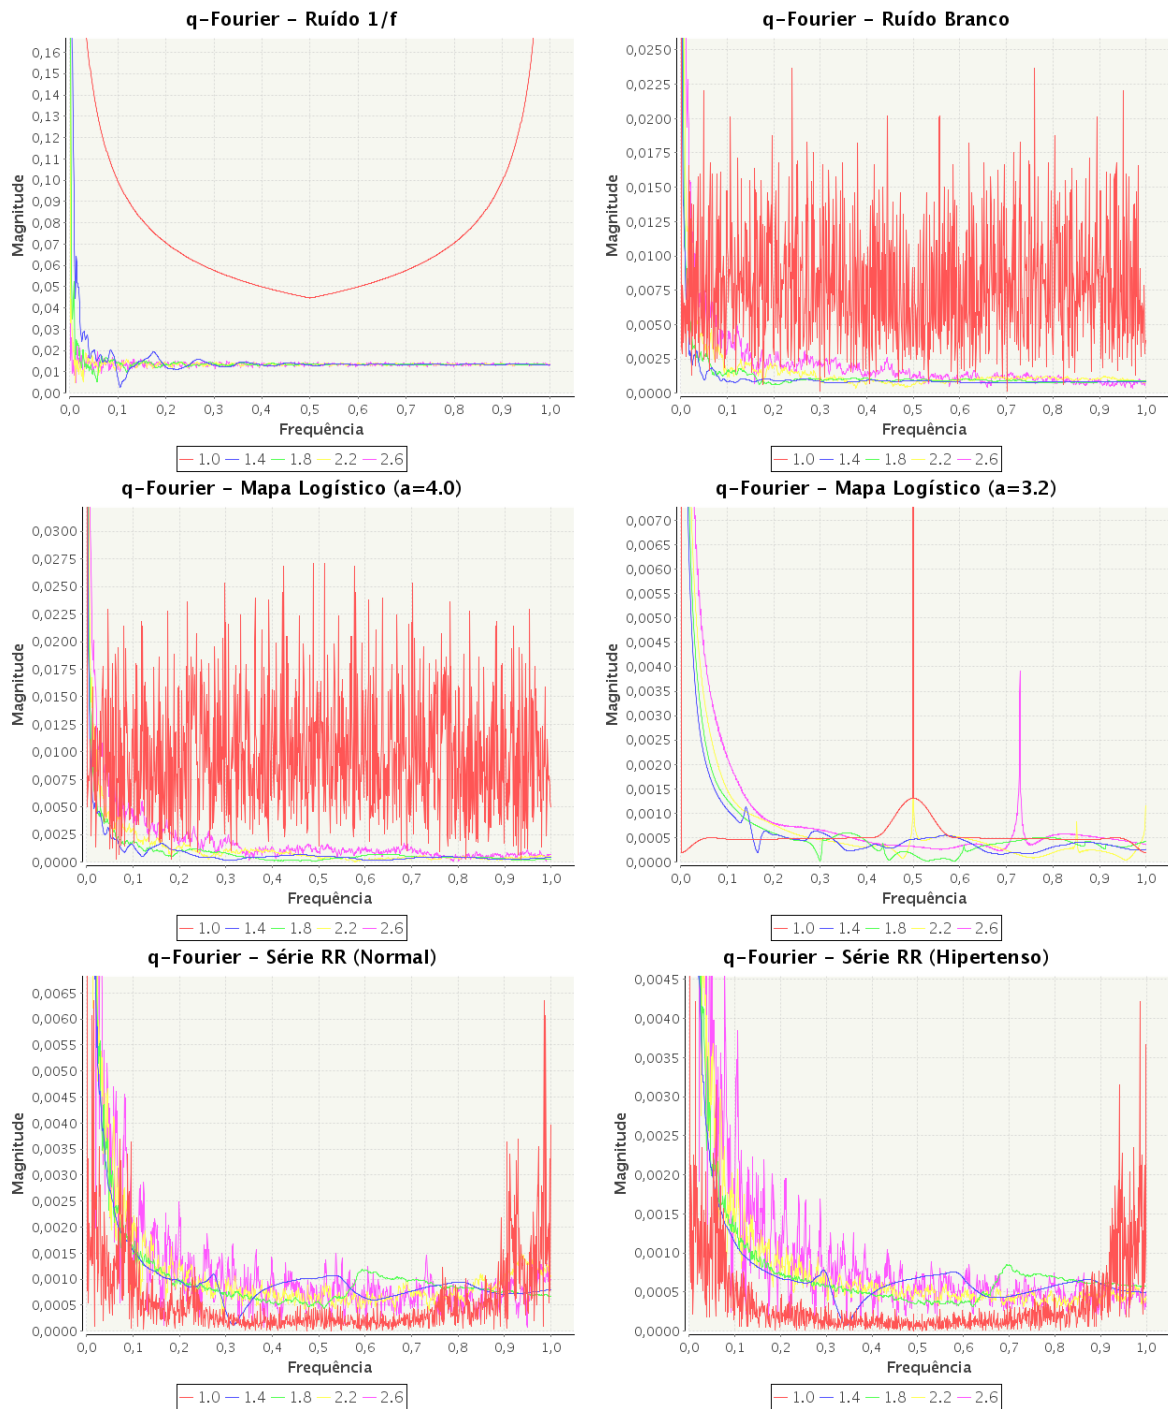 q-Fourier – Ruído 1/f
Magnitude
0,16
0,15
0,14
0,13
0,12
0,11
0,10
0,09
0,08
0,07
0,06
0,05
0,04
0,03
0,02
0,01
0,00
0,0 0,1 0,2 0,3 0,4 0,5 0,6 0,7 0,8 0,9 1,0
Frequência
1.0 1.4 1.8 2.2 2.6
q-Fourier – Ruído Branco
Magnitude
0,0250
0,0225
0,0200
0,0175
0,0150
0,0125
0,0100
0,0075
0,0050
0,0025
0,0000
0,0 0,1 0,2 0,3 0,4 0,5 0,6 0,7 0,8 0,9 1,0
Frequência
1.0 1.4 1.8 2.2 2.6
q-Fourier – Mapa Logístico (a=4.0)
Magnitude
0,0300
0,0275
0,0250
0,0225
0,0200
0,0175
0,0150
0,0125
0,0100
0,0075
0,0050
0,0025
0,0000
0,0 0,1 0,2 0,3 0,4 0,5 0,6 0,7 0,8 0,9 1,0
Frequência
1.0 1.4 1.8 2.2 2.6
q-Fourier – Mapa Logístico (a=3.2)
Magnitude
0,0070
0,0065
0,0060
0,0055
0,0050
0,0045
0,0040
0,0035
0,0030
0,0025
0,0020
0,0015
0,0010
0,0005
0,0000
0,0 0,1 0,2 0,3 0,4 0,5 0,6 0,7 0,8 0,9 1,0
Frequência
1.0 1.4 1.8 2.2 2.6
q-Fourier – Série RR (Normal)
Magnitude
0,0065
0,0060
0,0055
0,0050
0,0045
0,0040
0,0035
0,0030
0,0025
0,0020
0,0015
0,0010
0,0005
0,0000
0,0 0,1 0,2 0,3 0,4 0,5 0,6 0,7 0,8 0,9 1,0
Frequência
1.0 1.4 1.8 2.2 2.6
q-Fourier – Série RR (Hipertenso)
Magnitude
0,0045
0,0040
0,0035
0,0030
0,0025
0,0020
0,0015
0,0010
0,0005
0,0000
0,0 0,1 0,2 0,3 0,4 0,5 0,6 0,7 0,8 0,9 1,0
Frequência
1.0 1.4 1.8 2.2 2.6